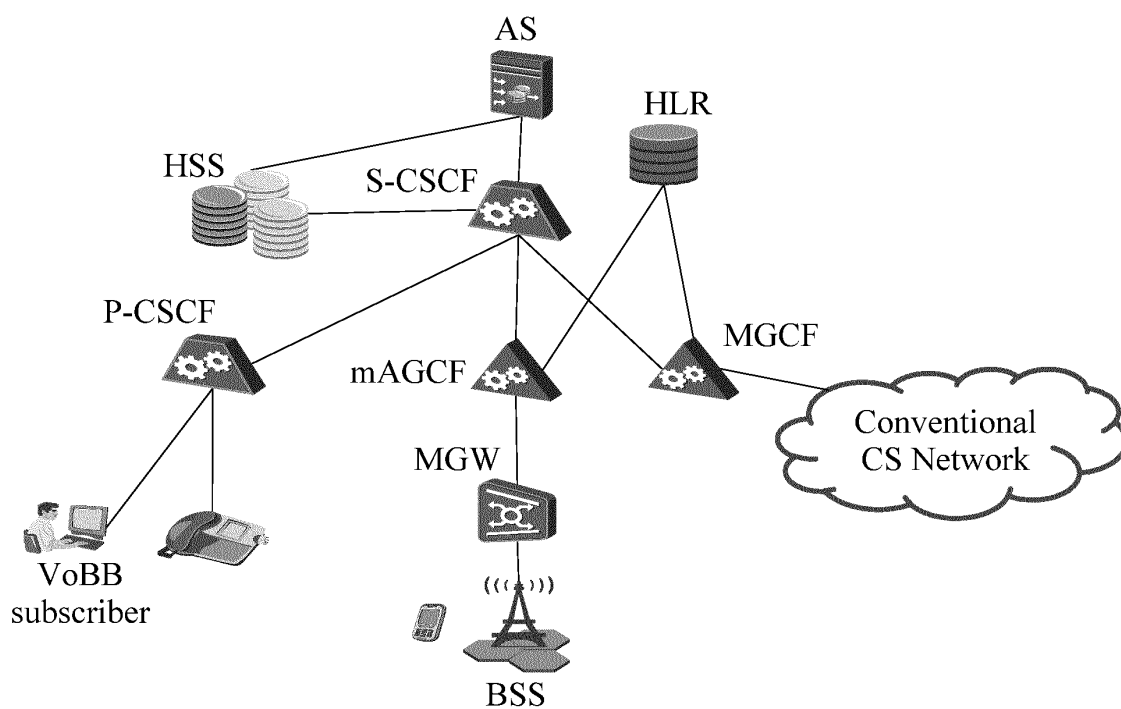 AS
HLR
HSS
S-CSCF
P-CSCF
mAGCF
MGCF
Conventional
CS Network
MGW
VoBB
subscriber
BSS